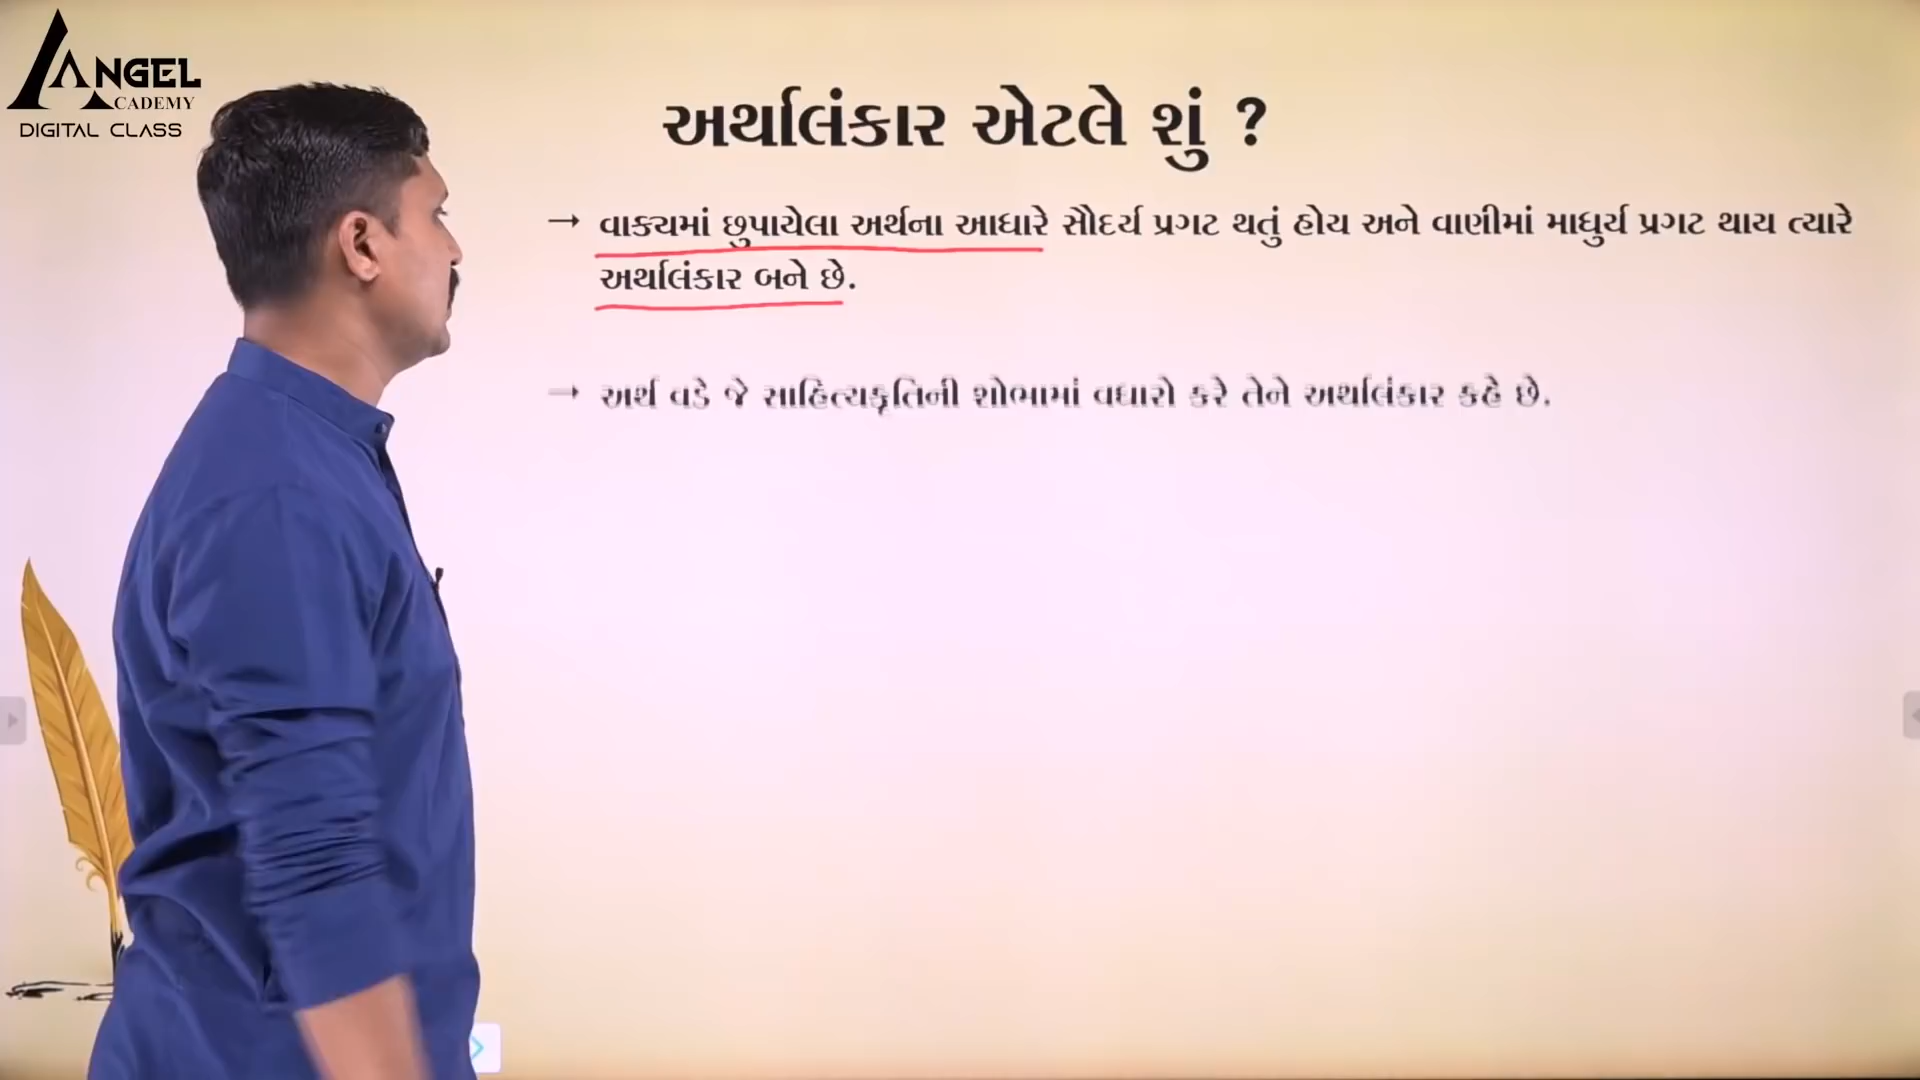 ANGEL
ACADEMY
DIGITAL CLASS
અર્થાલંકાર એટલે શું ?
→ વાક્યમાં છુપાયેલા અર્થના આધારે સૌદર્ય પ્રગટ થતું હોય અને વાણીમાં માધુર્ય પ્રગટ થાય ત્યારે
અર્થાલંકાર બને છે.
→ અર્થ વડે જે સાહિત્યકૃતિની શોભામાં વધારો કરે તેને અર્થાલંકાર કહે છે.